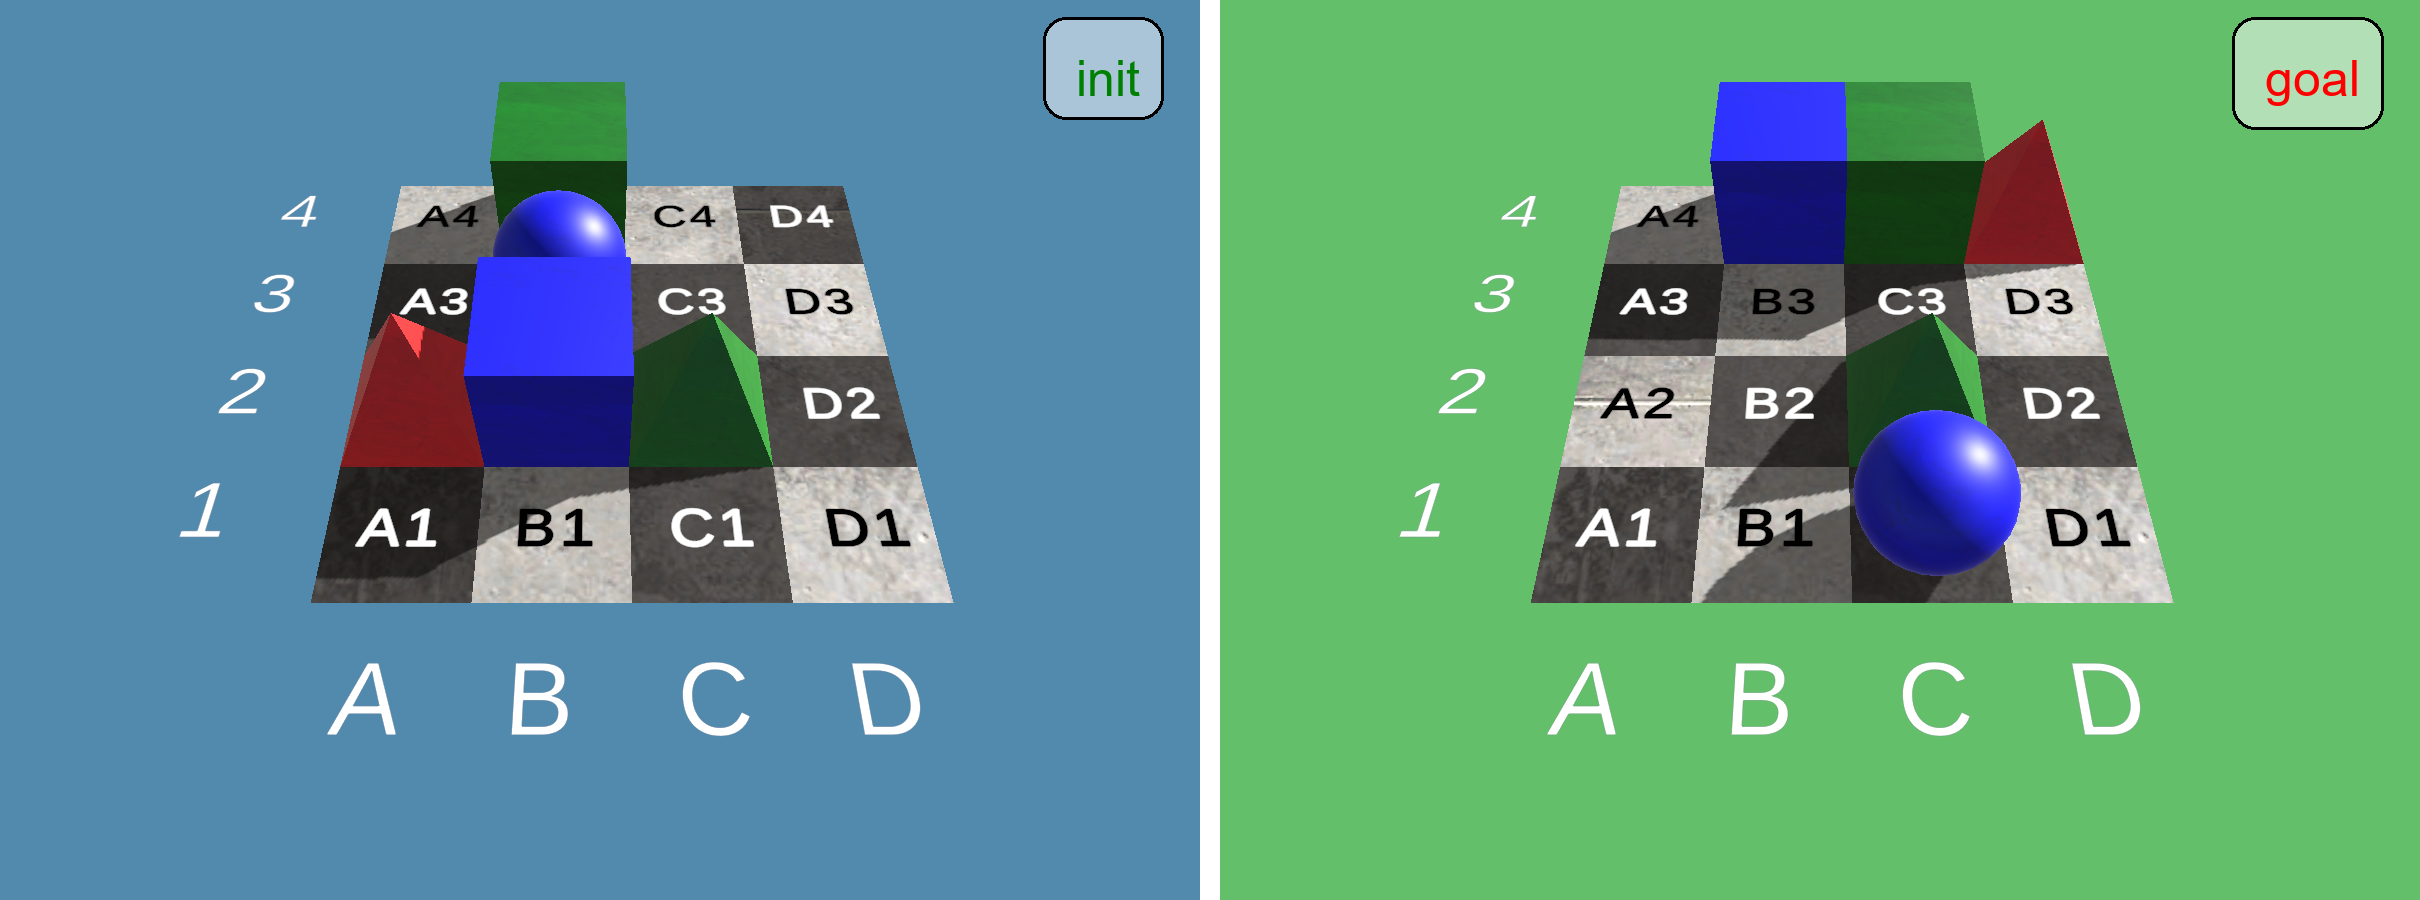 init
4 A4 C4 D4
3 A3 C3 D3
2 D2
1 A1 B1 C1 D1
A B C D
goal
4 A4
3 A3 B3 C3 D3
2 A2 B2 D2
1 A1 B1 D1
A B C D